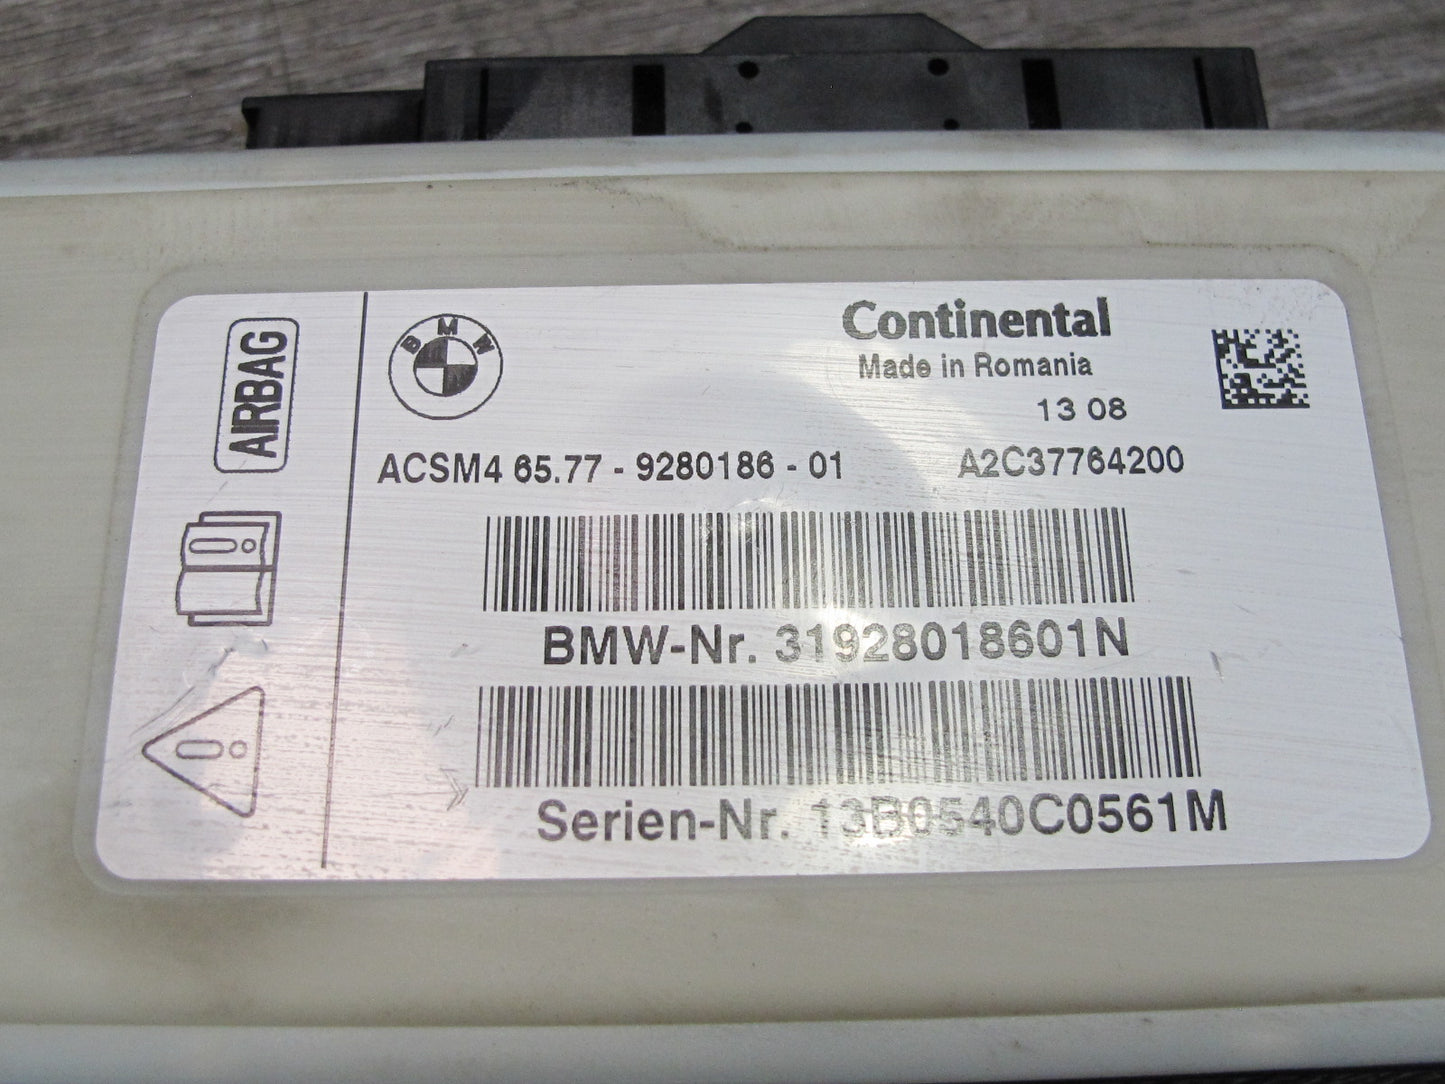 AIRBAG
BMW
Continental
Made in Romania
13 08
ACSM4 65.77 - 9280186 - 01 A2C37764200
BMW-Nr. 31928018601N
Serien-Nr. 13B0540C0561M